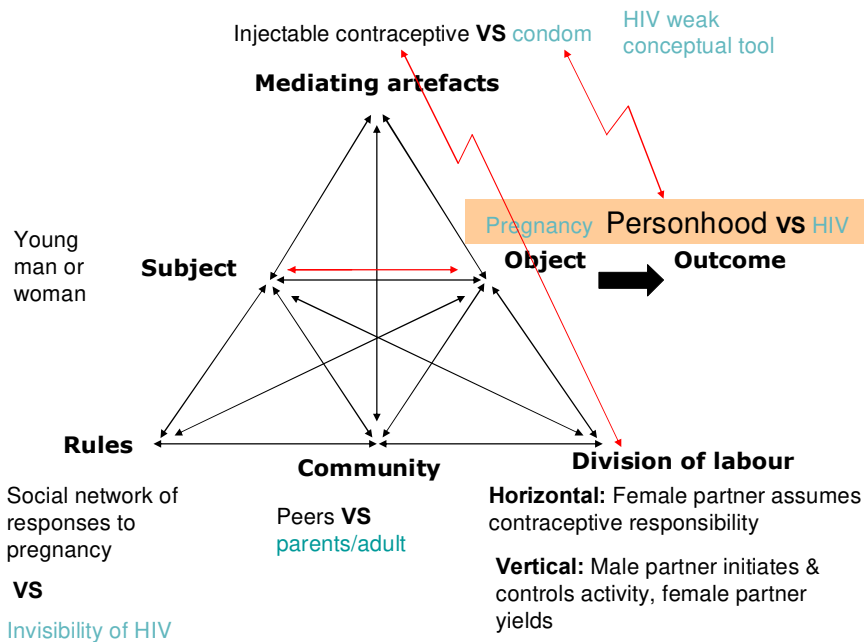 Injectable contraceptive VS condom
HIV weak
conceptual tool
Mediating artefacts
Pregnancy Personhood VS HIV
Young
man or
woman
Subject
Object
Outcome
Rules
Community
Division of labour
Social network of
responses to
pregnancy
VS
Invisibility of HIV
Peers VS
parents/adult
Horizontal: Female partner assumes
contraceptive responsibility
Vertical: Male partner initiates &
controls activity, female partner
yields